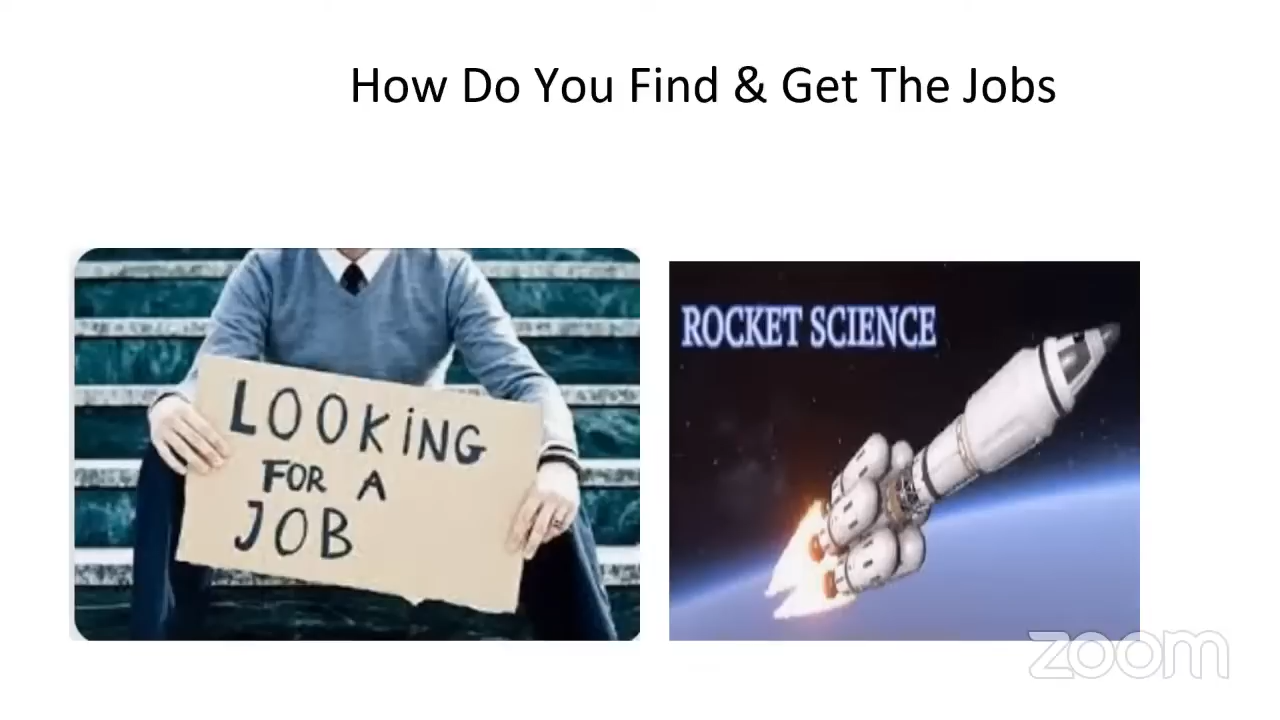 How Do You Find & Get The Jobs
LOOKiNG
FOR A
JOB
ROCKET SCIENCE
zoom